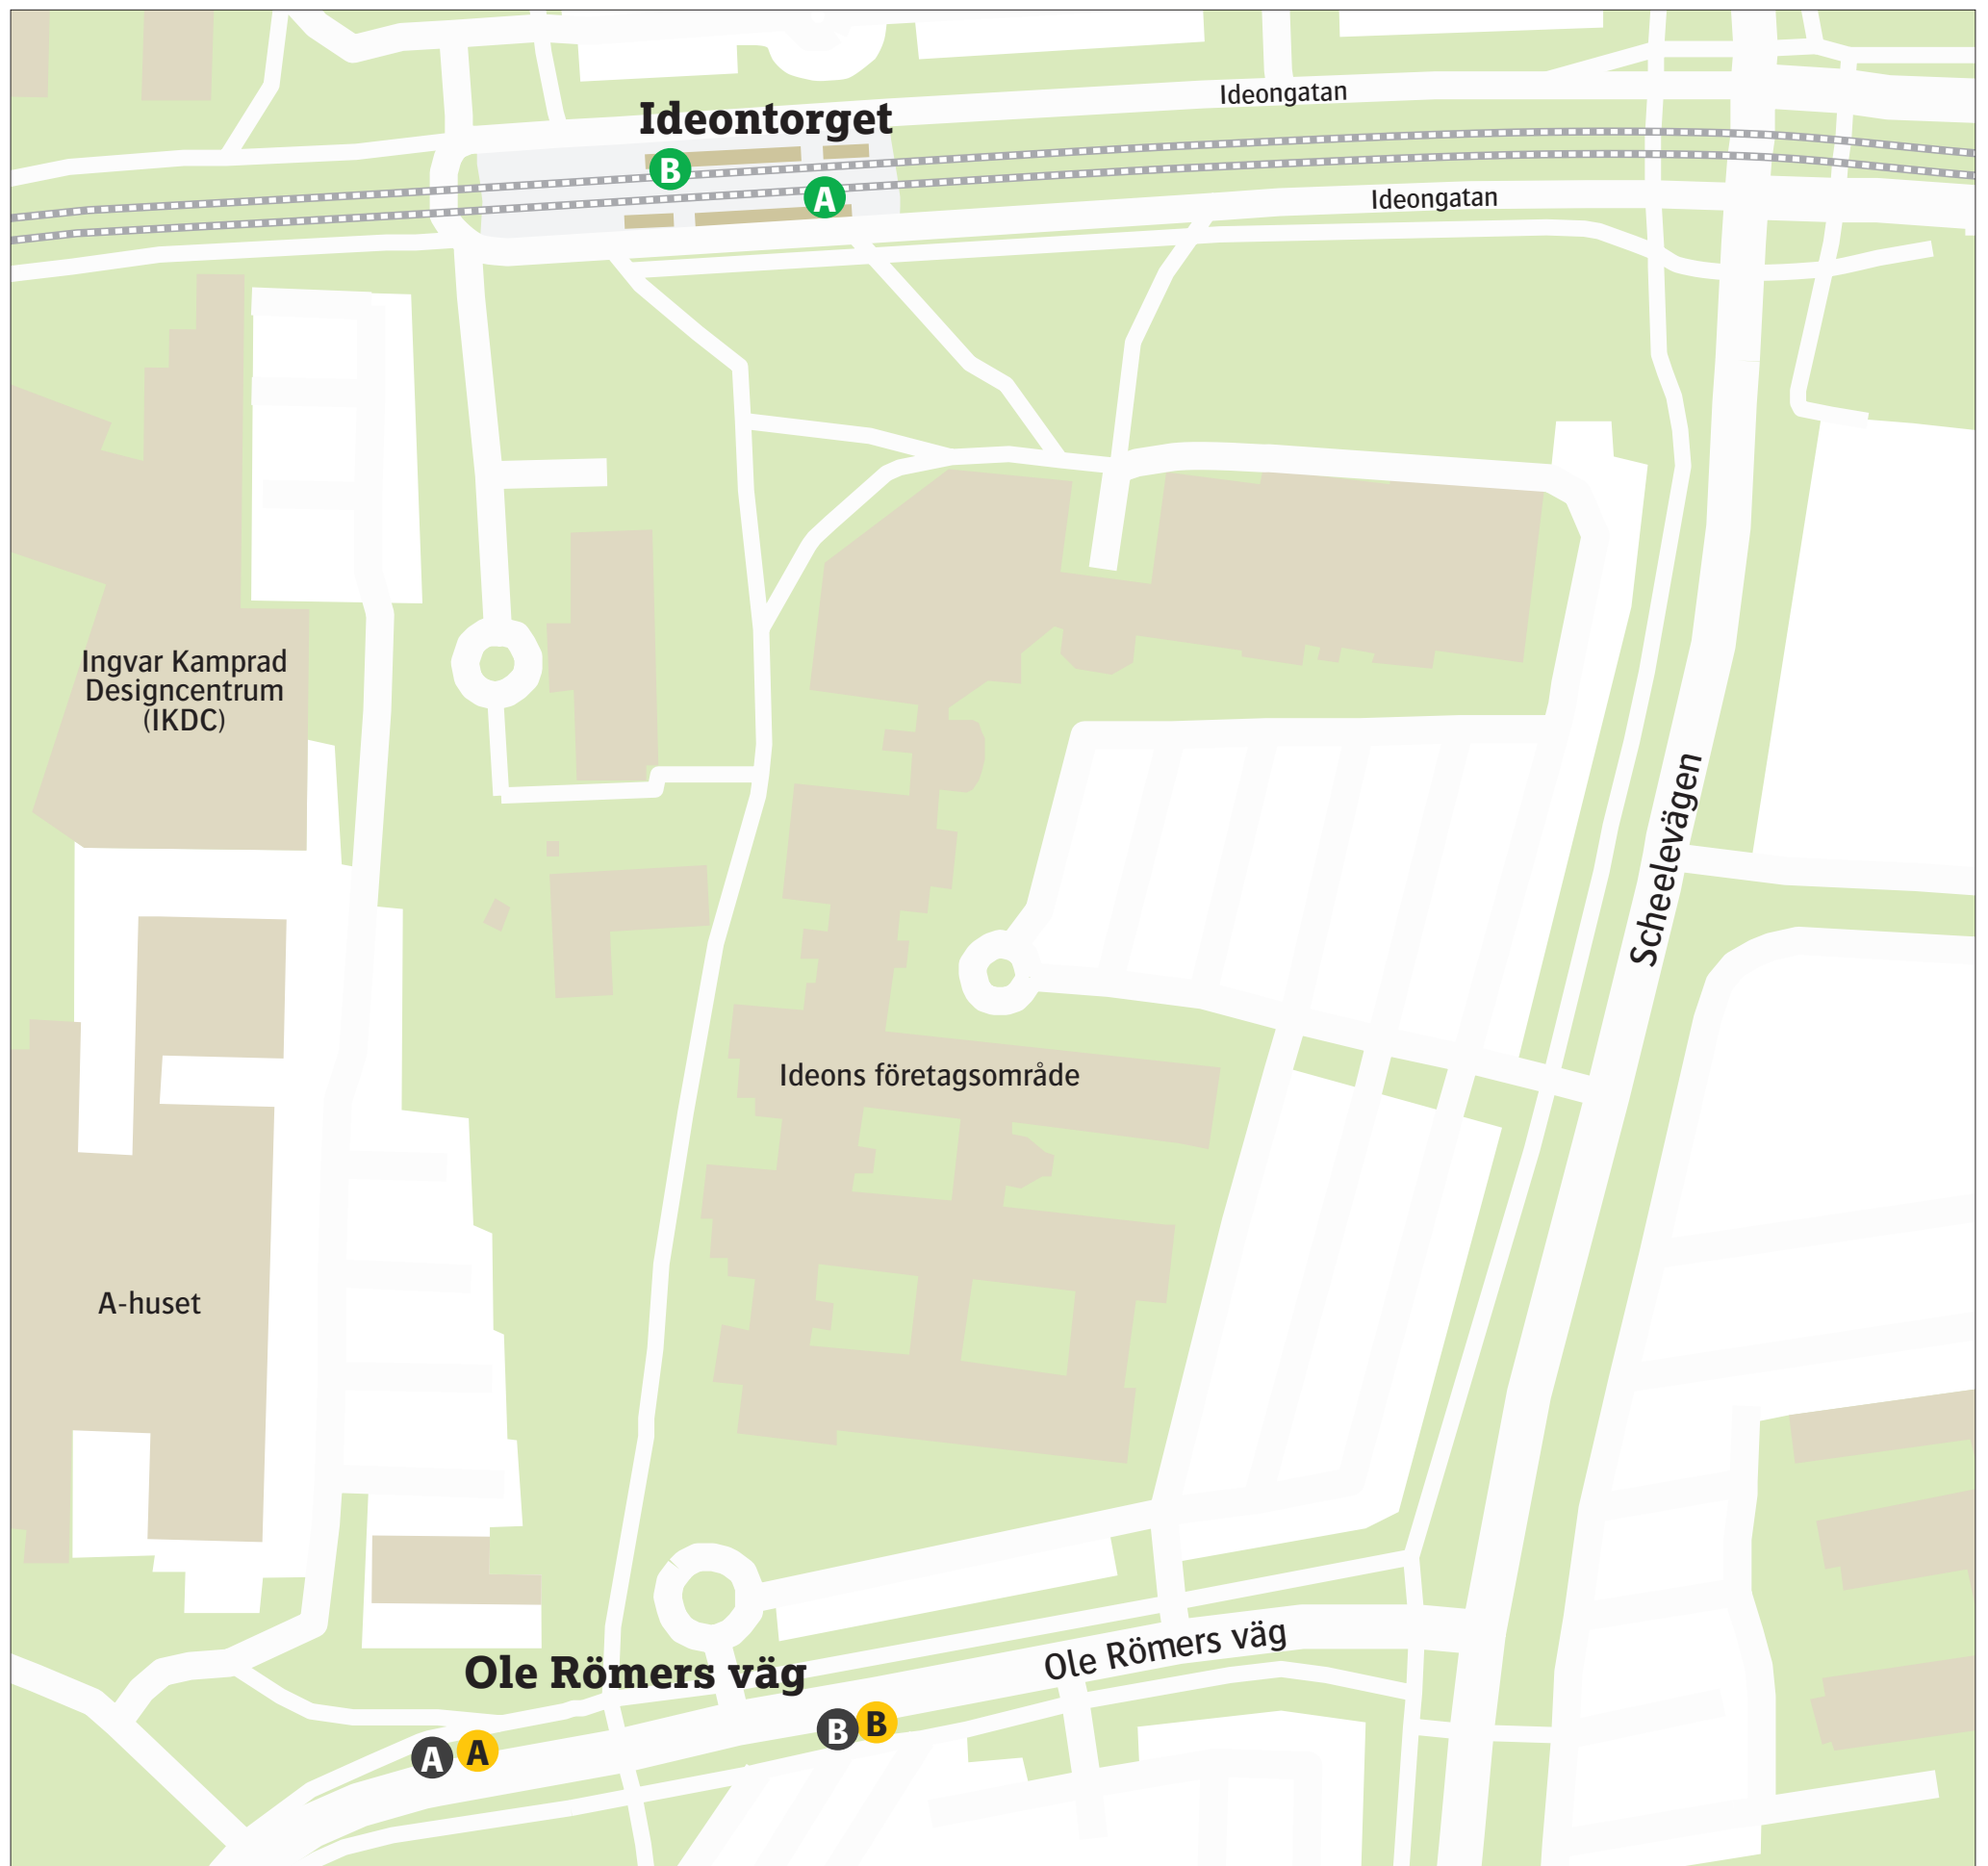 Ideongatan
Ideontorget
B
A
Ideongatan
Ingvar Kamprad
Designcentrum
(IKDC)
Scheelevägen
Ideons företagsområde
A-huset
Ole Römers väg
Ole Römers väg
B
B
A
A